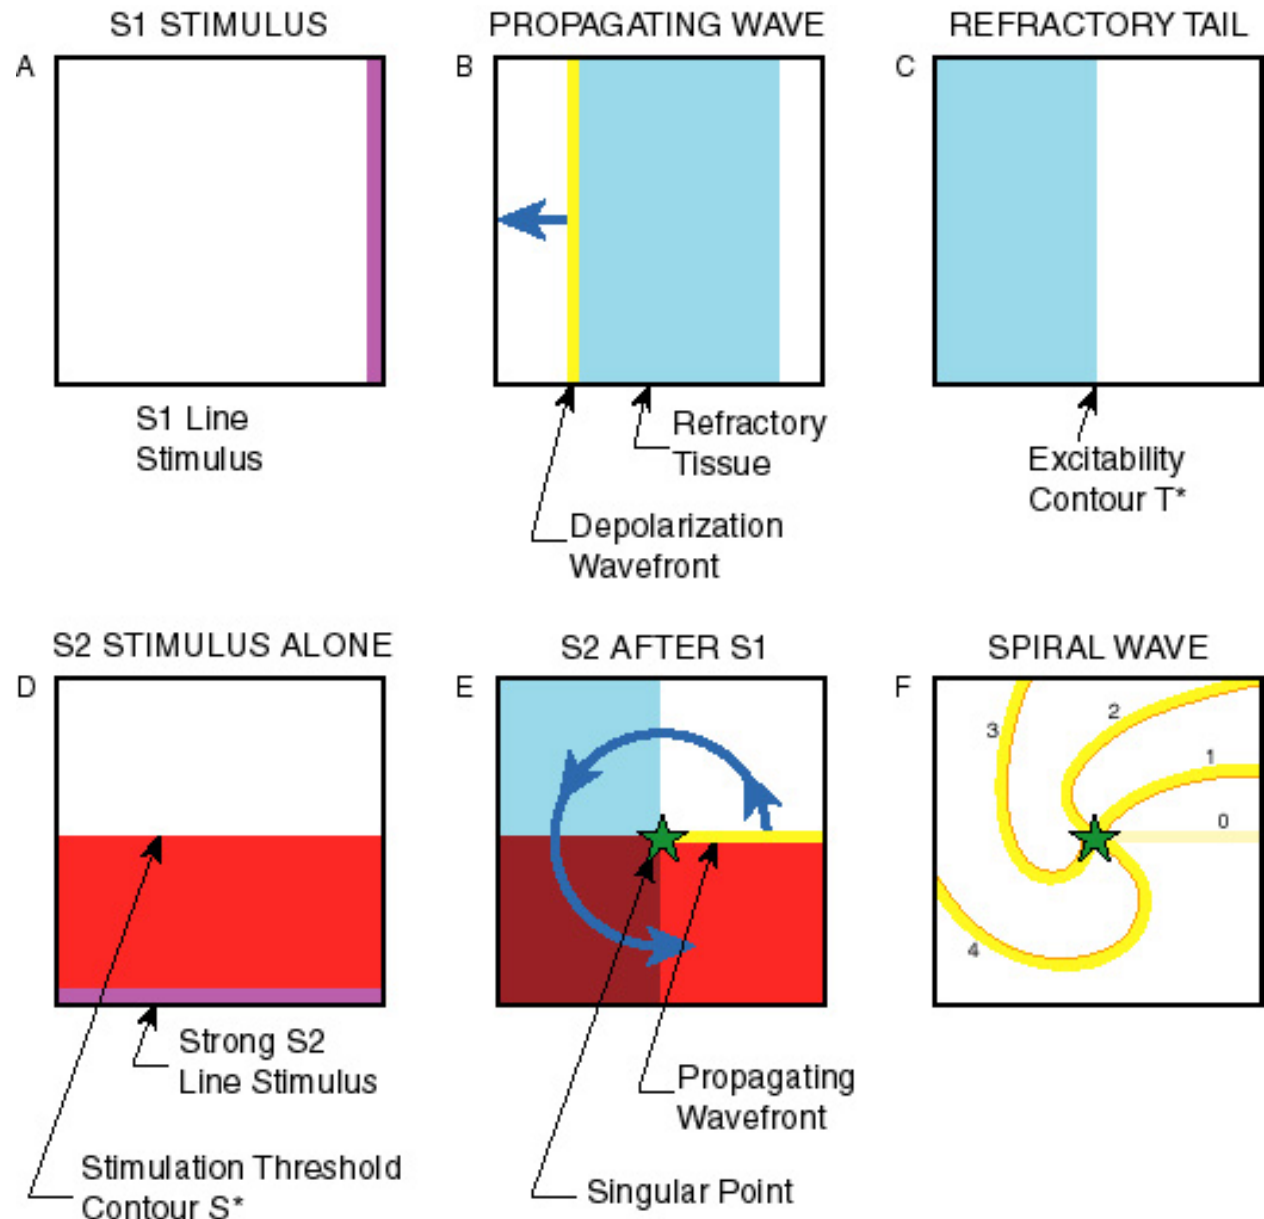 S1 STIMULUS
A
S1 Line
Stimulus
PROPAGATING WAVE
B
Refractory
Tissue
Depolarization
Wavefront
REFRACTORY TAIL
C
Excitability
Contour T*
S2 STIMULUS ALONE
D
Strong S2
Line Stimulus
Stimulation Threshold
Contour S*
S2 AFTER S1
E
Propagating
Wavefront
Singular Point
SPIRAL WAVE
F
3
2
1
0
4